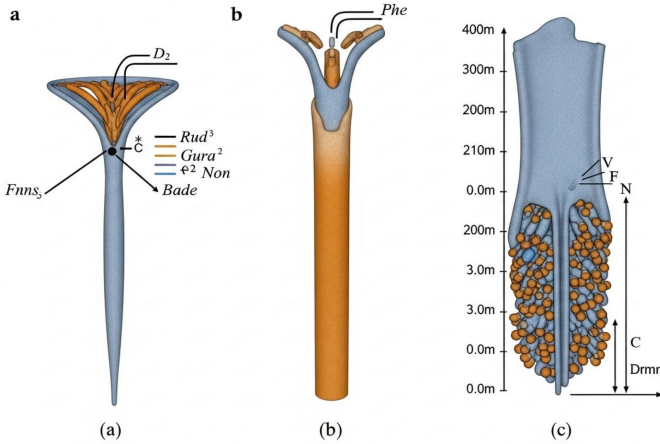 a
D₂
*
C
Rud³
Gura²
ҽ² Non
Fnns₅
Bade
(a)
b
Phe
(b)
c
400m
300m
200m
210m
0.0m
200m
3.0m
3.0m
0.0m
0.0m
V
F
N
C
Drmr
(c)